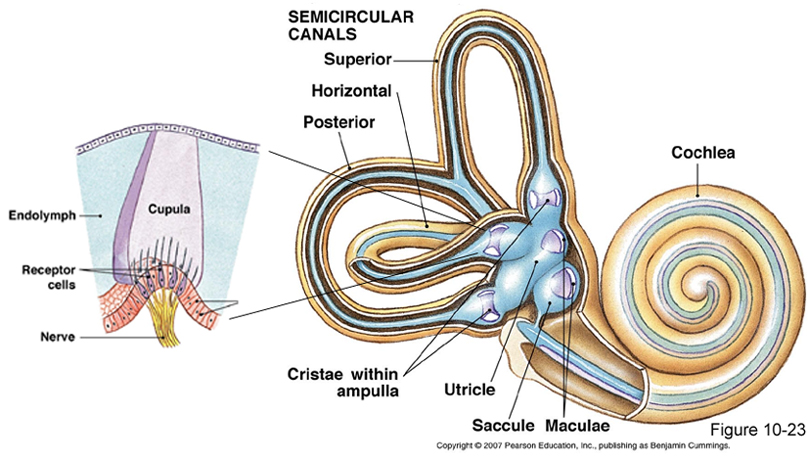 SEMICIRCULAR
CANALS
Superior
Horizontal
Posterior
Cochlea
Endolymph
Cupula
Receptor
cells
Nerve
Cristae within
ampulla
Utricle
Saccule
Maculae
Figure 10-23
Copyright © 2007 Pearson Education, Inc., publishing as Benjamin Cummings.